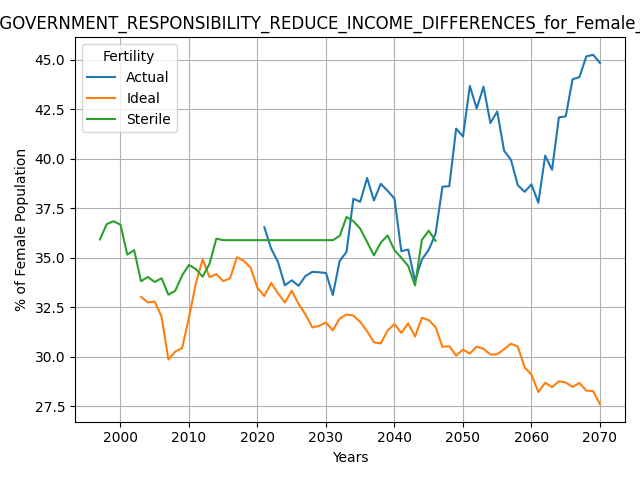 GOVERNMENT_RESPONSIBILITY_REDUCE_INCOME_DIFFERENCES_for_Female_
Fertility
Actual
Ideal
Sterile
% of Female Population
45.0
42.5
40.0
37.5
35.0
32.5
30.0
27.5
2000 2010 2020 2030 2040 2050 2060 2070
Years